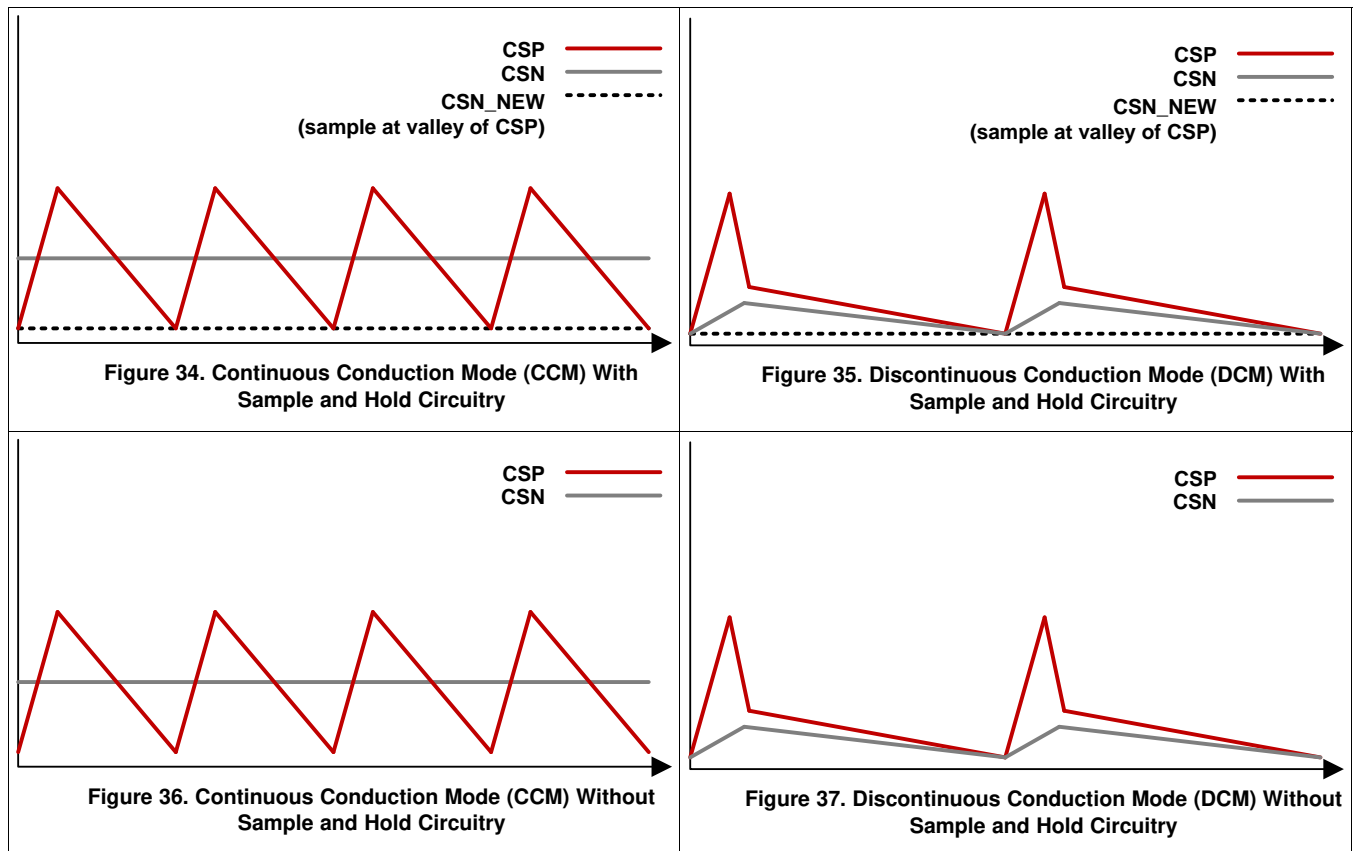 CSP
CSN
CSN_NEW
(sample at valley of CSP)
Figure 34. Continuous Conduction Mode (CCM) With
Sample and Hold Circuitry
CSP
CSN
CSN_NEW
(sample at valley of CSP)
Figure 35. Discontinuous Conduction Mode (DCM) With
Sample and Hold Circuitry
CSP
CSN
Figure 36. Continuous Conduction Mode (CCM) Without
Sample and Hold Circuitry
CSP
CSN
Figure 37. Discontinuous Conduction Mode (DCM) Without
Sample and Hold Circuitry